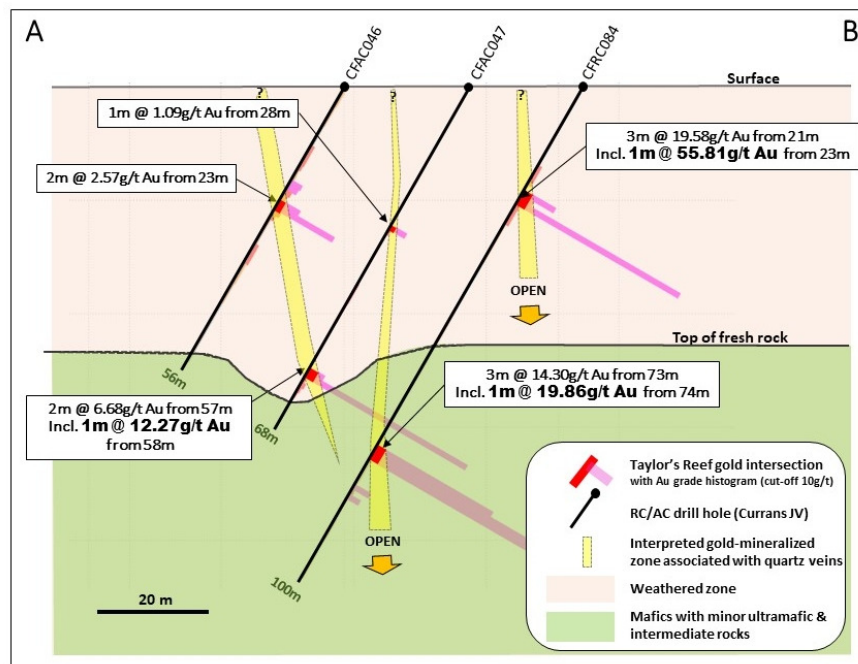 A
B
CFAC046
CFAC047
CFRC084
Surface
?
?
?
1m @ 1.09g/t Au from 28m
3m @ 19.58g/t Au from 21m
Incl. 1m @ 55.81g/t Au from 23m
2m @ 2.57g/t Au from 23m
OPEN
Top of fresh rock
56m
3m @ 14.30g/t Au from 73m
Incl. 1m @ 19.86g/t Au from 74m
2m @ 6.68g/t Au from 57m
Incl. 1m @ 12.27g/t Au
from 58m
68m
OPEN
100m
20 m
Taylor's Reef gold intersection
with Au grade histogram (cut-off 10g/t)
RC/AC drill hole (Currans JV)
Interpreted gold-mineralized
zone associated with quartz veins
Weathered zone
Mafics with minor ultramafic &
intermediate rocks